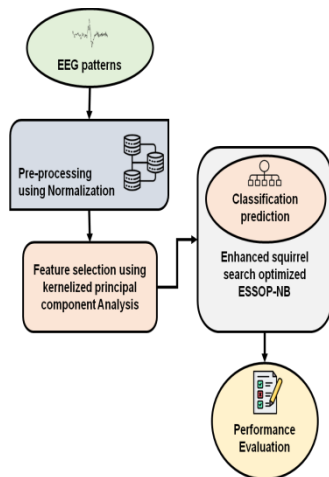 EEG patterns
Pre-processing
using Normalization
Feature selection using
kernelized principal
component Analysis
Classification
prediction
Enhanced squirrel
search optimized
ESSOP-NB
Performance
Evaluation